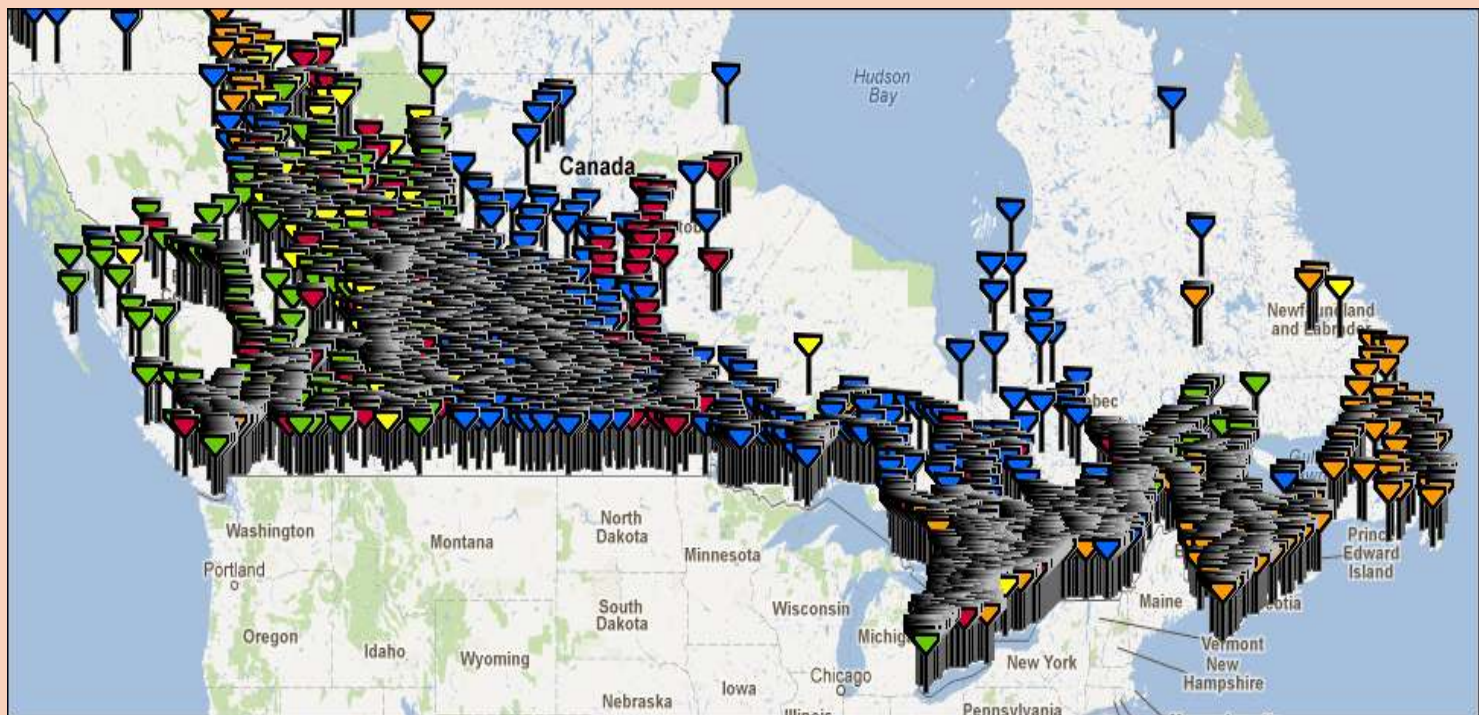 Hudson
Bay
Canada
Newfoundland
and Labrador
Washington
Montana
North
Dakota
Minnesota
Prince
Edward
Island
Portland
South
Dakota
Wisconsin
Maine
Oregon
Idaho
Wyoming
Vermont
New
Hampshire
New York
Chicago
Nebraska
Iowa
Pennsylvania